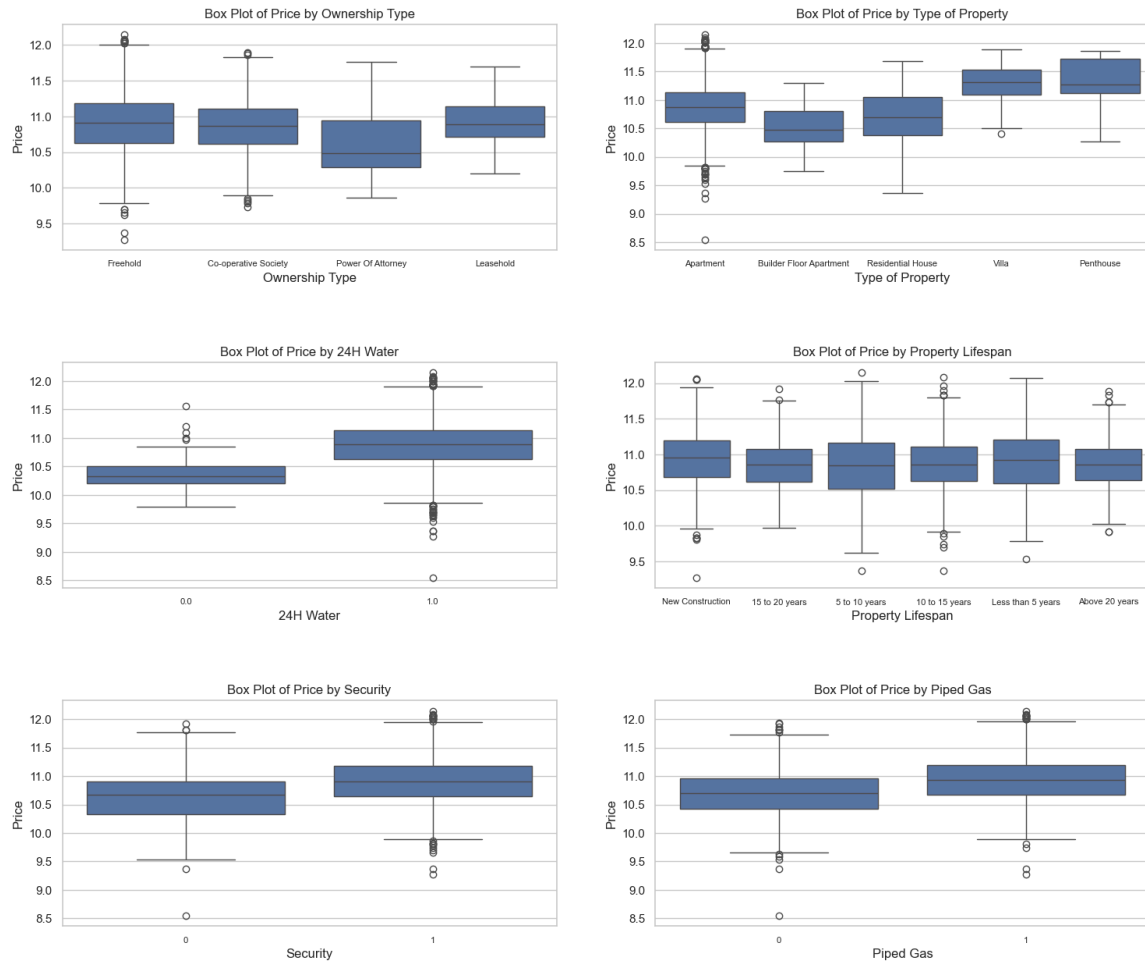 Box Plot of Price by Ownership Type
12.0
11.5
11.0
10.5
10.0
9.5
Price
Freehold Co-operative Society Power Of Attorney Leasehold
Ownership Type
Box Plot of Price by Type of Property
12.0
11.5
11.0
10.5
10.0
9.5
9.0
8.5
Price
Apartment Builder Floor Apartment Residential House Villa Penthouse
Type of Property
Box Plot of Price by 24H Water
12.0
11.5
11.0
10.5
10.0
9.5
9.0
8.5
Price
0.0 1.0
24H Water
Box Plot of Price by Property Lifespan
12.0
11.5
11.0
10.5
10.0
9.5
Price
New Construction 15 to 20 years 5 to 10 years 10 to 15 years Less than 5 years Above 20 years
Property Lifespan
Box Plot of Price by Security
12.0
11.5
11.0
10.5
10.0
9.5
9.0
8.5
Price
0 1
Security
Box Plot of Price by Piped Gas
12.0
11.5
11.0
10.5
10.0
9.5
9.0
8.5
Price
0 1
Piped Gas